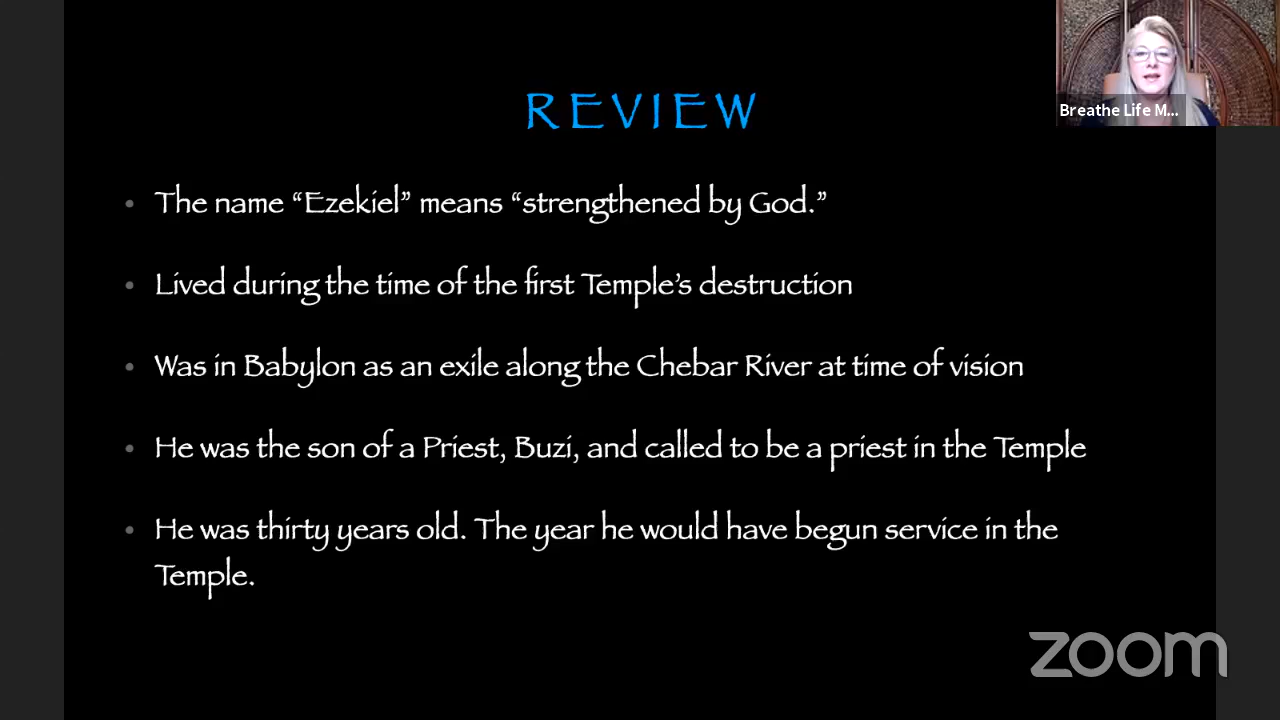 REVIEW
Breathe Life M...
• The name “Ezekiel” means “strengthened by God.”
• Lived during the time of the first Temple’s destruction
• Was in Babylon as an exile along the Chebar River at time of vision
• He was the son of a Priest, Buzi, and called to be a priest in the Temple
• He was thirty years old. The year he would have begun service in the
Temple.
zoom